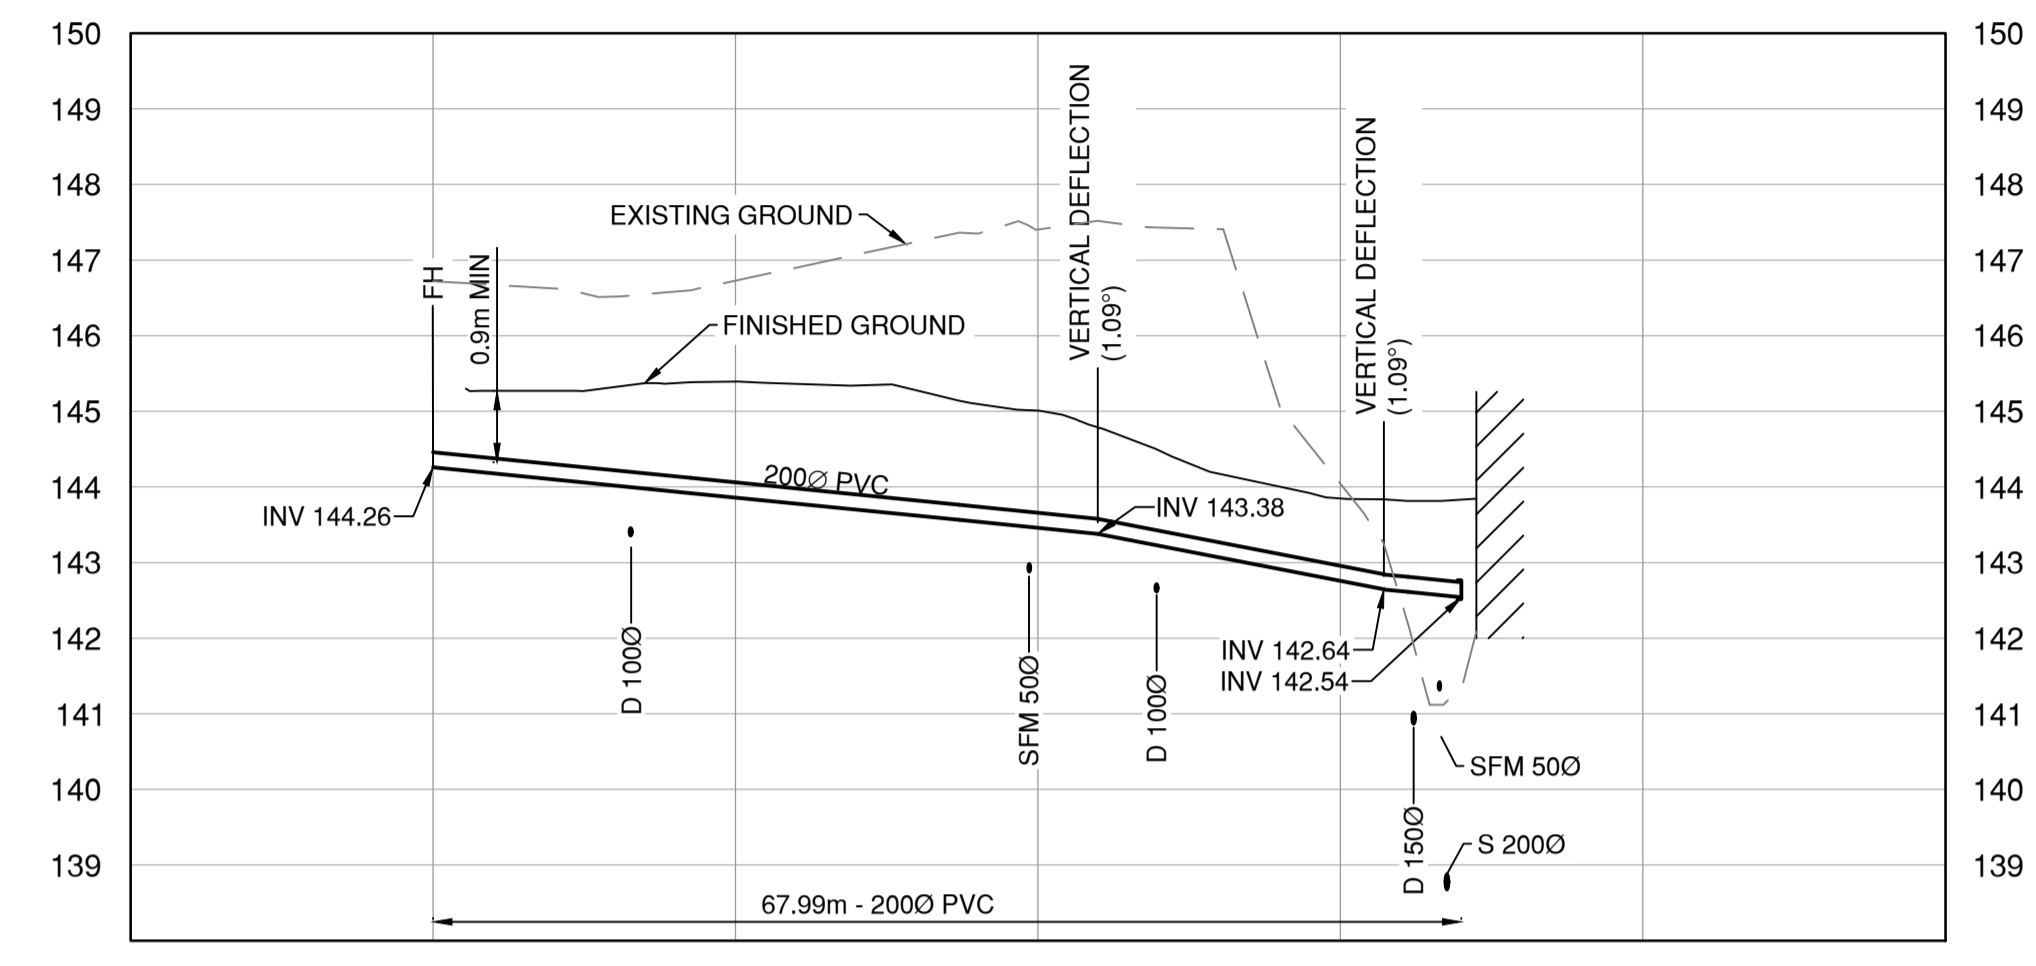 150
150
149
149
148
148
147
147
146
146
145
145
144
144
143
143
142
142
141
141
140
140
139
139
EXISTING GROUND
FH
0.9m MIN
FINISHED GROUND
VERTICAL DEFLECTION
(1.09°)
VERTICAL DEFLECTION
(1.09°)
200∅ PVC
INV 144.26
INV 143.38
INV 142.64
INV 142.54
D 100Ø
SFM 50Ø
D 100Ø
D 150Ø
SFM 50Ø
S 200Ø
67.99m - 200Ø PVC